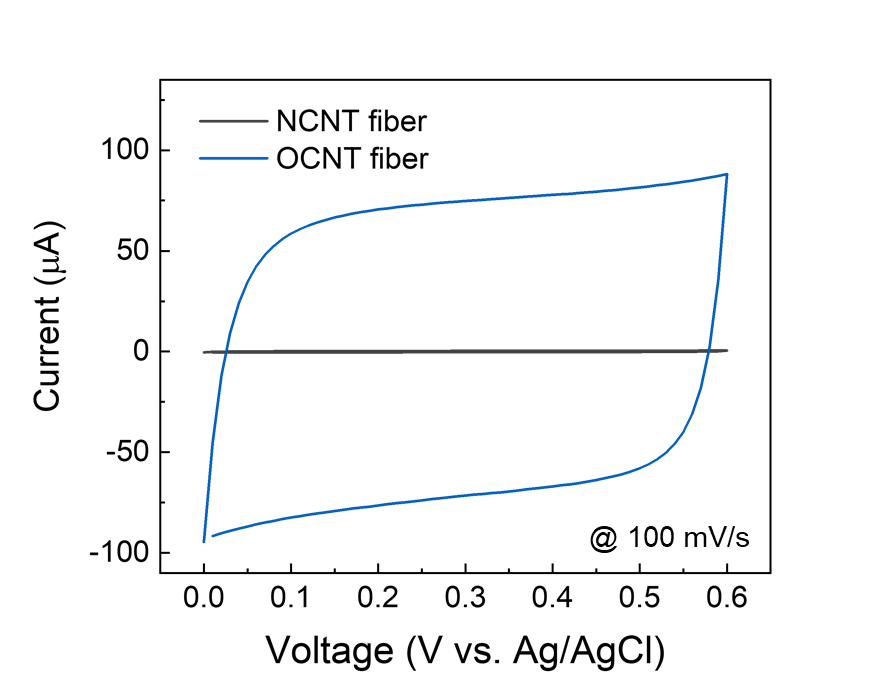 NCNT fiber
OCNT fiber
100
50
0
-50
-100
Current (μA)
@ 100 mV/s
0.0 0.1 0.2 0.3 0.4 0.5 0.6
Voltage (V vs. Ag/AgCl)